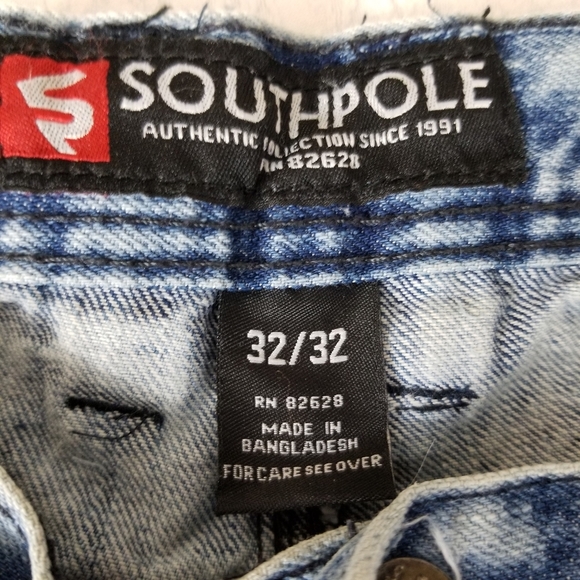 SOUTHPOLE
AUTHENTIC COLLECTION SINCE 1991
RN 82628
32/32
RN 82628
MADE IN
BANGLADESH
FOR CARE SEE OVER